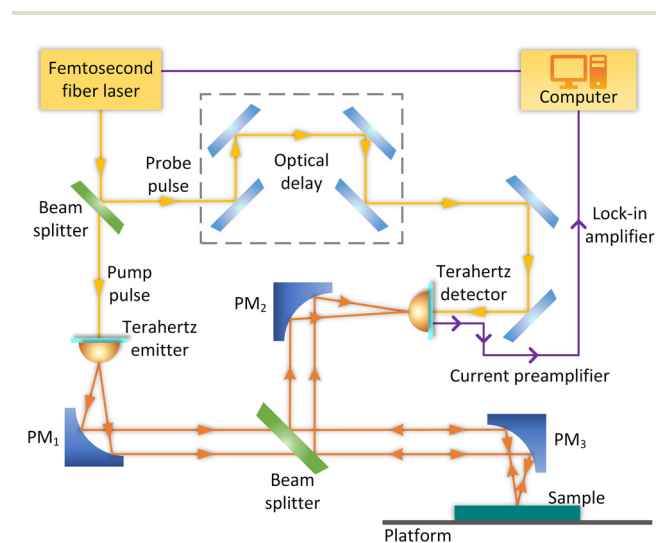 Femtosecond
fiber laser
Computer
Probe
pulse
Optical
delay
Beam
splitter
Lock-in
amplifier
Pump
pulse
Terahertz
detector
PM2
Terahertz
emitter
Current preamplifier
PM1
PM3
Beam
splitter
Sample
Platform